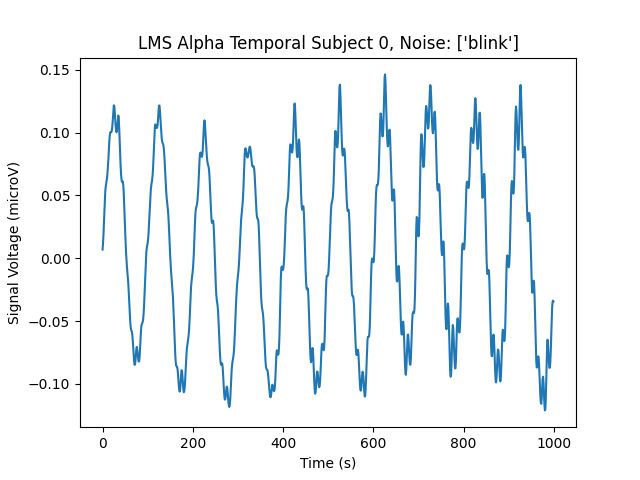 LMS Alpha Temporal Subject 0, Noise: ['blink']
0.15
0.10
0.05
0.00
−0.05
−0.10
Signal Voltage (microV)
0 200 400 600 800 1000
Time (s)